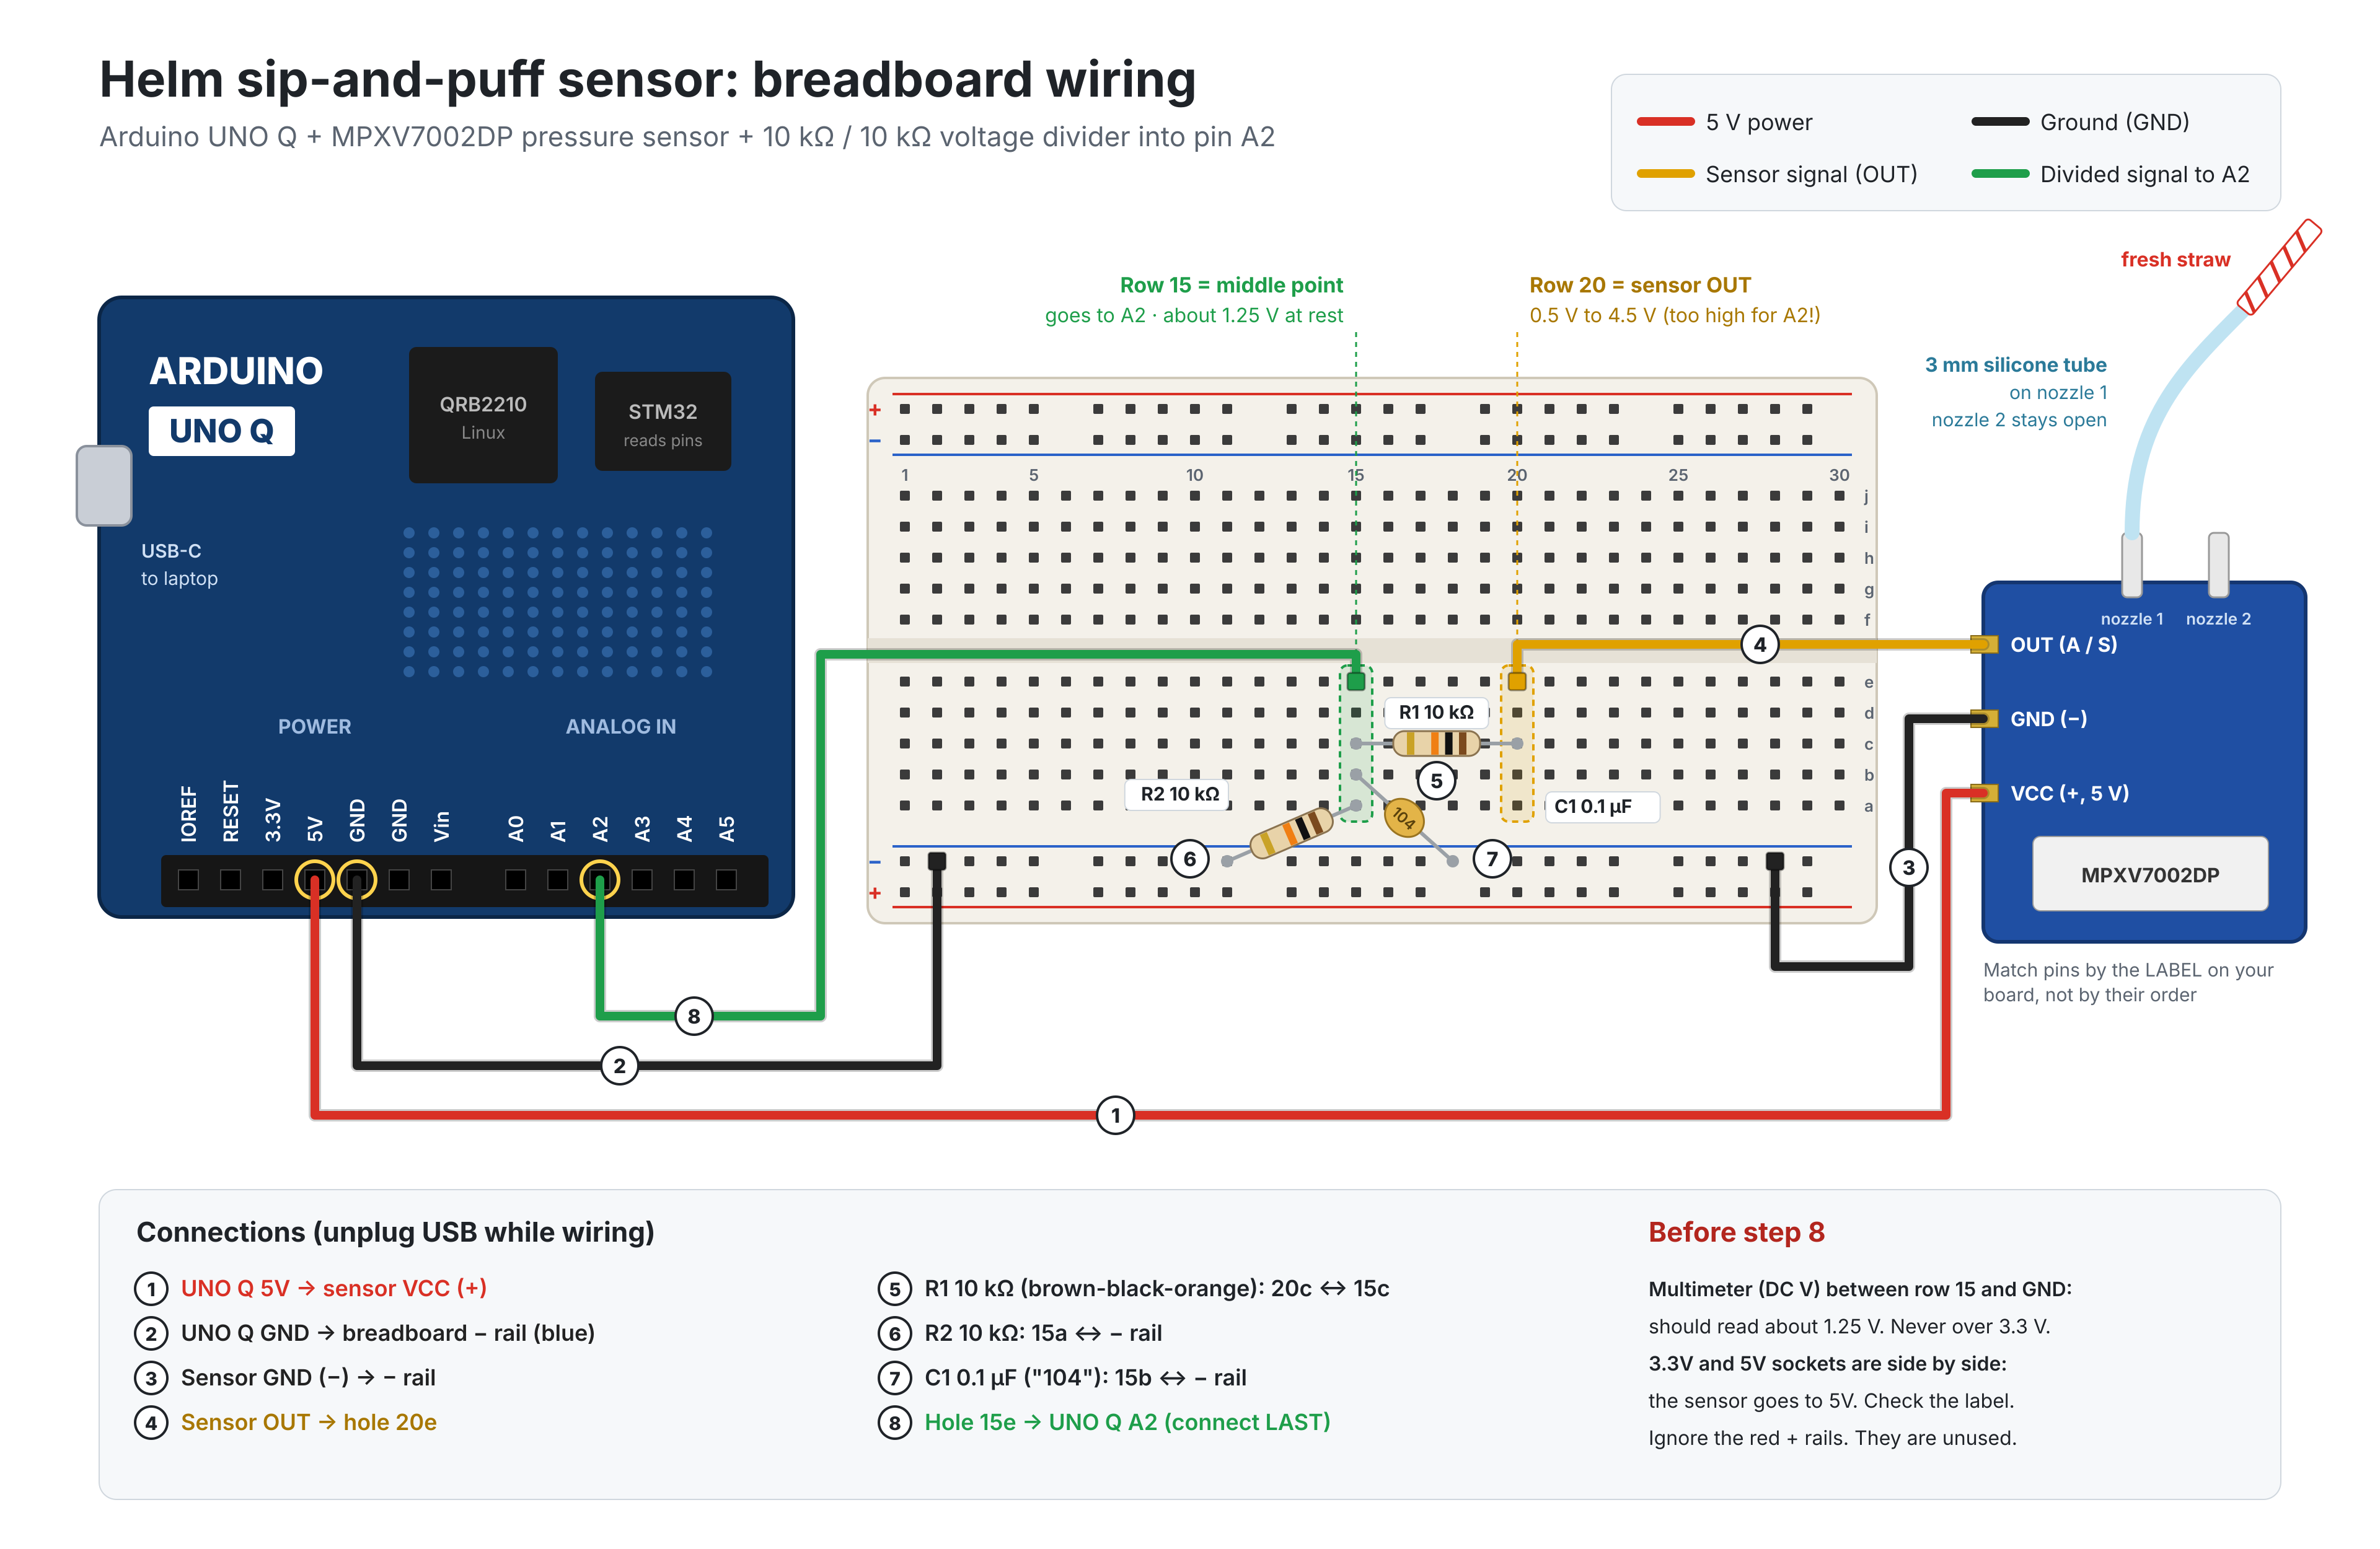 Helm sip-and-puff sensor: breadboard wiring
Arduino UNO Q + MPXV7002DP pressure sensor + 10 kΩ / 10 kΩ voltage divider into pin A2
5 V power
Ground (GND)
Sensor signal (OUT)
Divided signal to A2
fresh straw
Row 15 = middle point
goes to A2 · about 1.25 V at rest
Row 20 = sensor OUT
0.5 V to 4.5 V (too high for A2!)
3 mm silicone tube
on nozzle 1
nozzle 2 stays open
ARDUINO
UNO Q
QRB2210
Linux
STM32
reads pins
USB-C
to laptop
POWER
ANALOG IN
IOREF
RESET
3.3V
5V
GND
GND
Vin
A0
A1
A2
A3
A4
A5
+
−
1 5 10 15 20 25 30
j
i
h
g
f
e
d
c
b
a
−
+
R1 10 kΩ
R2 10 kΩ
C1 0.1 µF
104
4
5
6
7
3
8
2
1
nozzle 1
nozzle 2
OUT (A / S)
GND (−)
VCC (+, 5 V)
MPXV7002DP
Match pins by the LABEL on your
board, not by their order
Connections (unplug USB while wiring)
1 UNO Q 5V → sensor VCC (+)
2 UNO Q GND → breadboard − rail (blue)
3 Sensor GND (−) → − rail
4 Sensor OUT → hole 20e
5 R1 10 kΩ (brown-black-orange): 20c ↔ 15c
6 R2 10 kΩ: 15a ↔ − rail
7 C1 0.1 µF ("104"): 15b ↔ − rail
8 Hole 15e → UNO Q A2 (connect LAST)
Before step 8
Multimeter (DC V) between row 15 and GND:
should read about 1.25 V. Never over 3.3 V.
3.3V and 5V sockets are side by side:
the sensor goes to 5V. Check the label.
Ignore the red + rails. They are unused.